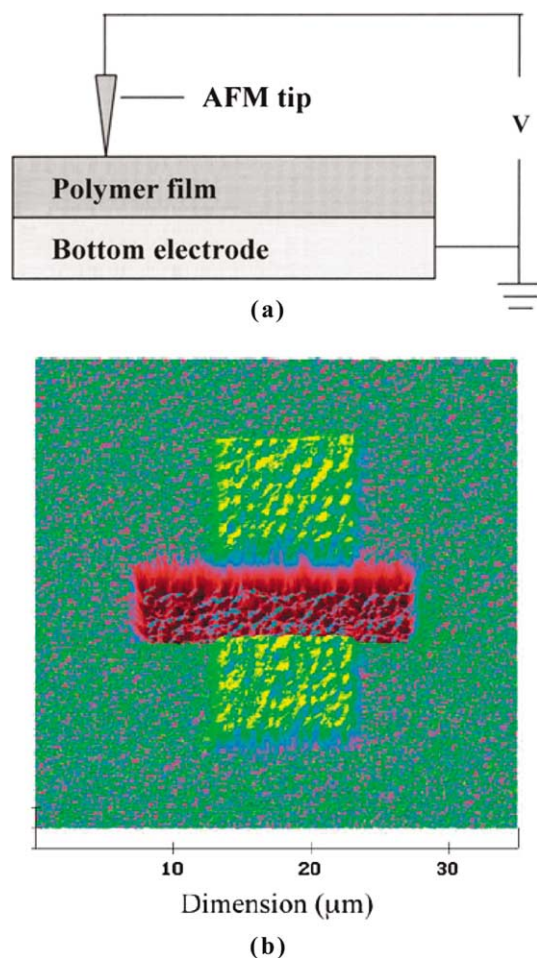 AFM tip
V
Polymer film
Bottom electrode
(a)
10 20 30
Dimension (μm)
(b)